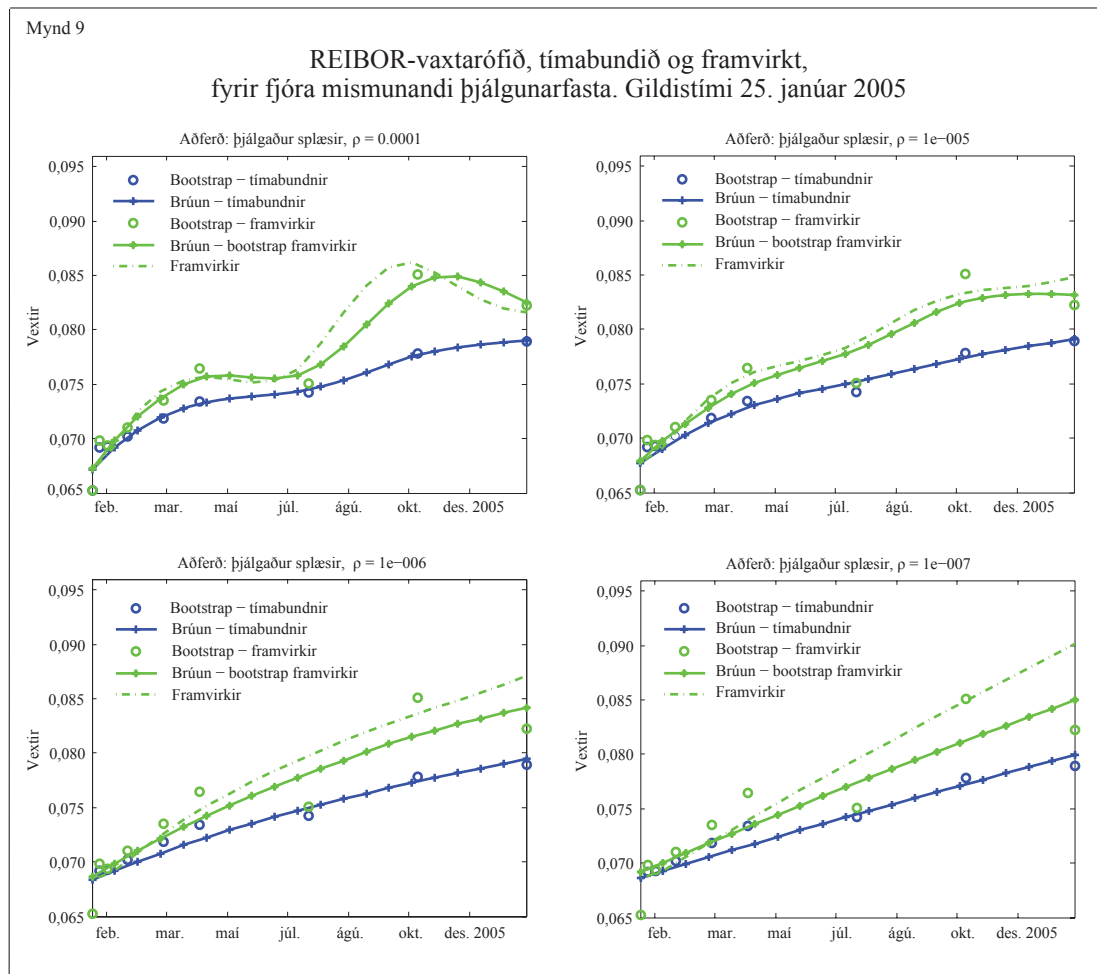 Mynd 9
REIBOR-vaxtarófið, tímabundið og framvirkt,
fyrir fjóra mismunandi þjálgunarfasta. Gildistími 25. janúar 2005
Aðferð: þjálgaður splæsir, ρ = 0.0001
Vextir
0,095
0,090
0,085
0,080
0,075
0,070
0,065
Bootstrap − tímabundnir
Brúun − tímabundnir
Bootstrap − framvirkir
Brúun − bootstrap framvirkir
Framvirkir
feb. mar. maí júl. ágú. okt. des. 2005
Aðferð: þjálgaður splæsir, ρ = 1e−005
Vextir
0,095
0,090
0,085
0,080
0,075
0,070
0,065
Bootstrap − tímabundnir
Brúun − tímabundnir
Bootstrap − framvirkir
Brúun − bootstrap framvirkir
Framvirkir
feb. mar. maí júl. ágú. okt. des. 2005
Aðferð: þjálgaður splæsir, ρ = 1e−006
Vextir
0,095
0,090
0,085
0,080
0,075
0,070
0,065
Bootstrap − tímabundnir
Brúun − tímabundnir
Bootstrap − framvirkir
Brúun − bootstrap framvirkir
Framvirkir
feb. mar. maí júl. ágú. okt. des. 2005
Aðferð: þjálgaður splæsir, ρ = 1e−007
Vextir
0,095
0,090
0,085
0,080
0,075
0,070
0,065
Bootstrap − tímabundnir
Brúun − tímabundnir
Bootstrap − framvirkir
Brúun − bootstrap framvirkir
Framvirkir
feb. mar. maí júl. ágú. okt. des. 2005